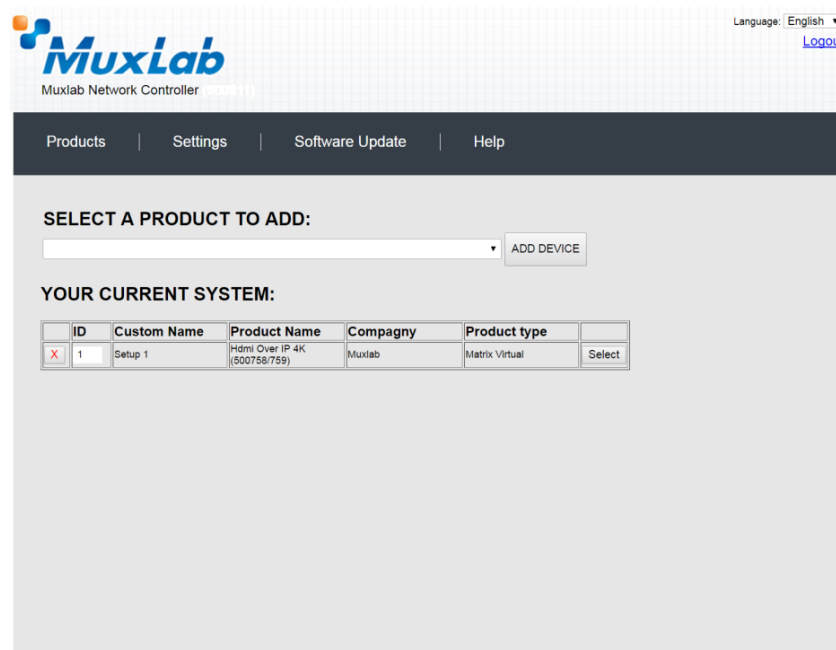 Language: English
Logou
MuxLab
Muxlab Network Controller
Products
Settings
Software Update
Help
SELECT A PRODUCT TO ADD:
ADD DEVICE
YOUR CURRENT SYSTEM:
ID Custom Name Product Name Compagny Product type
X 1 Setup 1 Hdmi Over IP 4K (500758/759) Muxlab Matrix Virtual Select